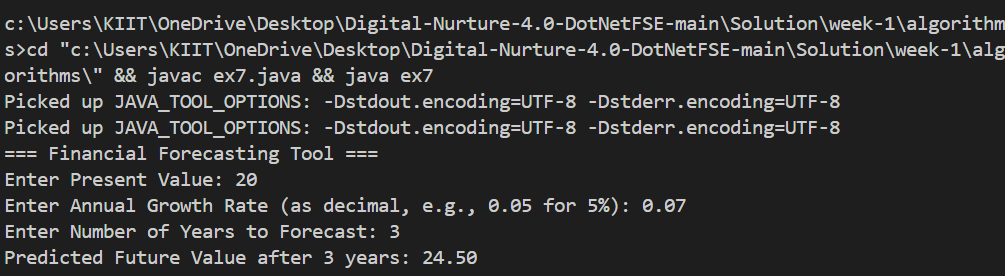 c:\Users\KIIT\OneDrive\Desktop\Digital-Nurture-4.0-DotNetFSE-main\Solution\week-1\algorithm
s>cd "c:\Users\KIIT\OneDrive\Desktop\Digital-Nurture-4.0-DotNetFSE-main\Solution\week-1\alg
orithms\" && javac ex7.java && java ex7
Picked up JAVA_TOOL_OPTIONS: -Dstdout.encoding=UTF-8 -Dstderr.encoding=UTF-8
Picked up JAVA_TOOL_OPTIONS: -Dstdout.encoding=UTF-8 -Dstderr.encoding=UTF-8
=== Financial Forecasting Tool ===
Enter Present Value: 20
Enter Annual Growth Rate (as decimal, e.g., 0.05 for 5%): 0.07
Enter Number of Years to Forecast: 3
Predicted Future Value after 3 years: 24.50